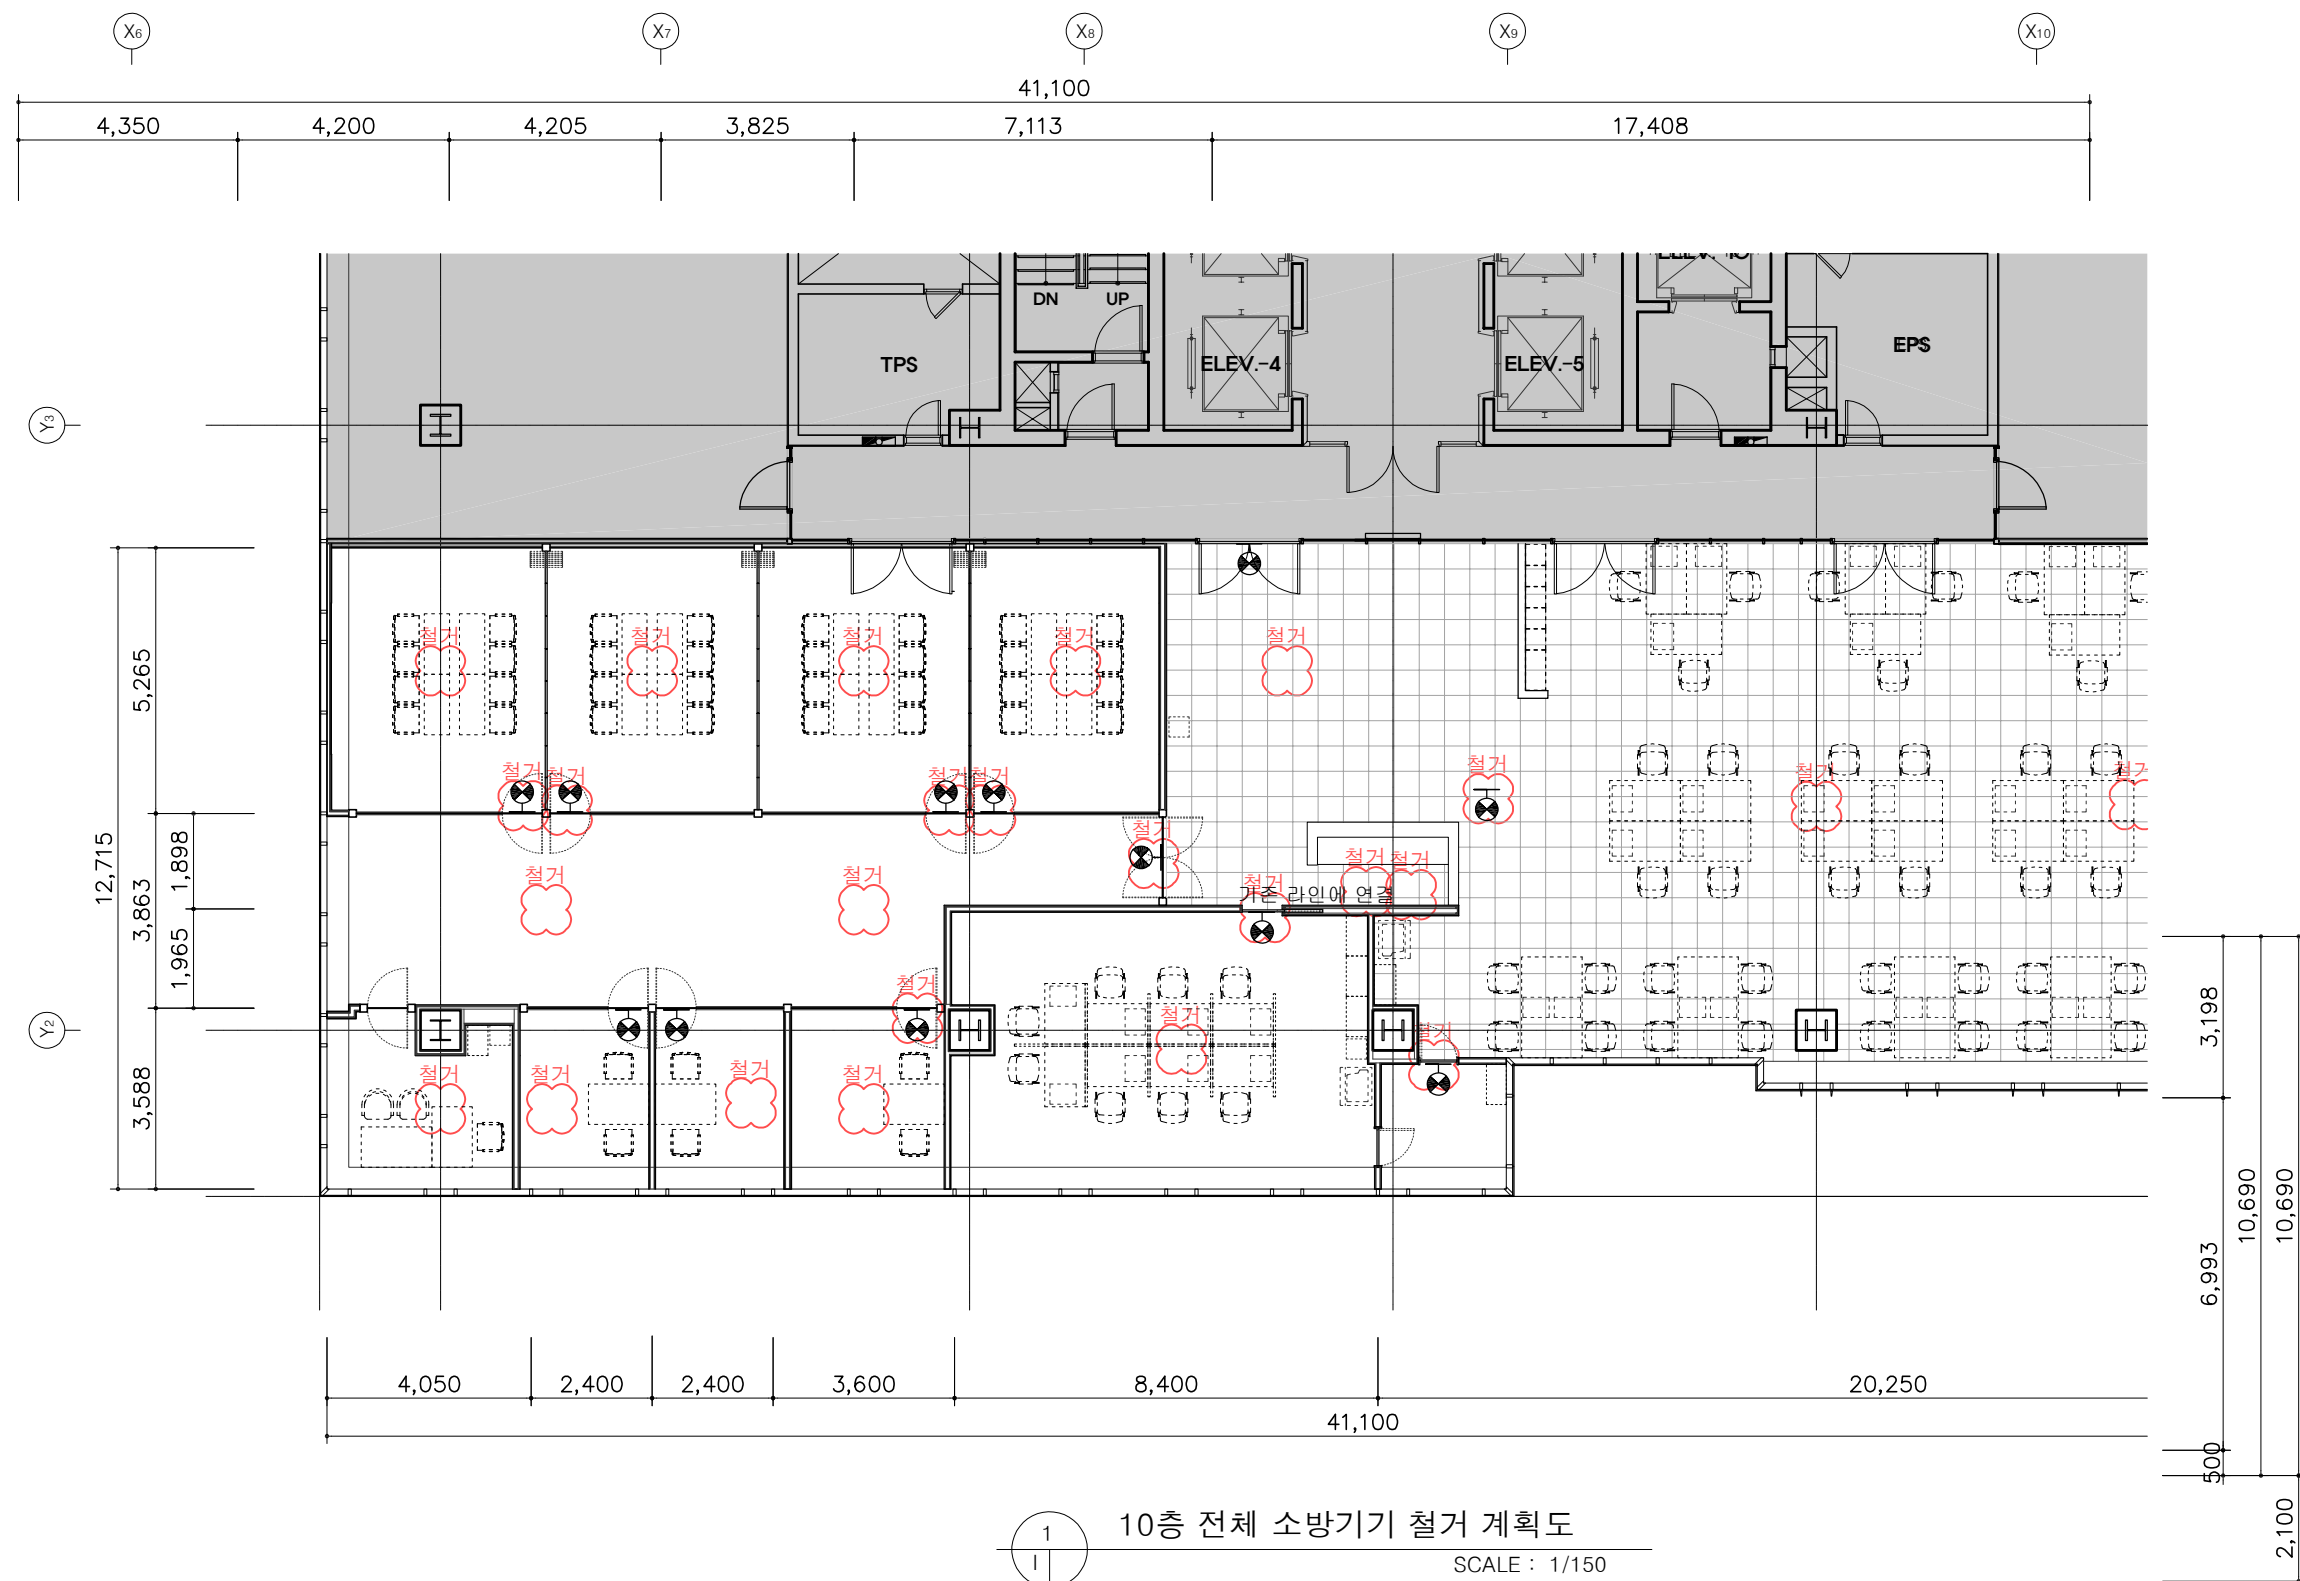 X6
X7
X8
X9
X10
41,100
4,350
4,200
4,205
3,825
7,113
17,408
DN
UP
TPS
ELEV.-4
ELEV.-5
EPS
Y3
철거
철거
철거
철거
철거
5,265
철거
철거
철거
철거
철거
철거
철거
철거
12,715
3,863
1,898
1,965
철거
철거
철거
철거
철거
기존 라인에 연결
철거
철거
철거
Y2
3,588
철거
철거
철거
철거
3,198
6,993
10,690
10,690
500
2,100
4,050
2,400
2,400
3,600
8,400
20,250
41,100
1
I
10층 전체 소방기기 철거 계획도
SCALE : 1/150